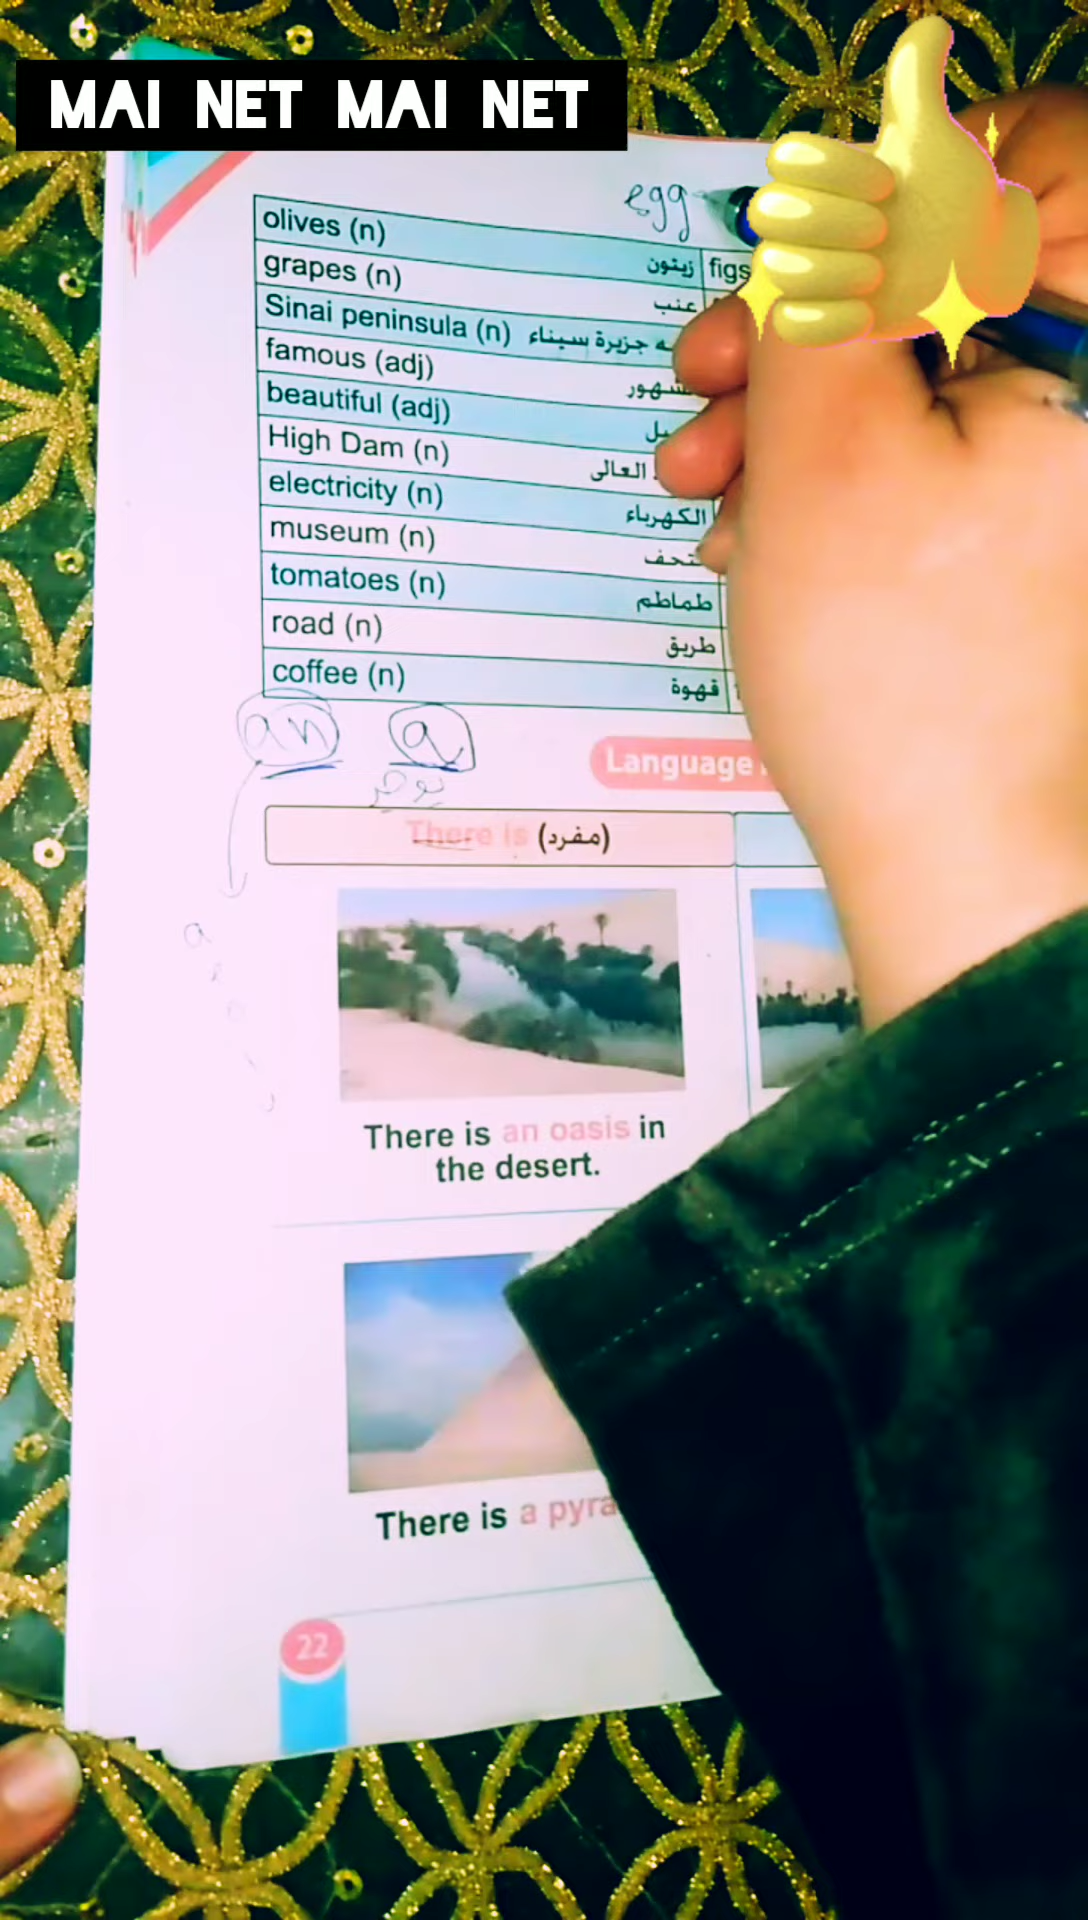 MAI NET MAI NET
egg
olives (n) زيتون figs
grapes (n) عنب
Sinai peninsula (n) جزيرة سيناء
famous (adj)
beautiful (adj)
High Dam (n) العالى
electricity (n) الكهرباء
museum (n)
tomatoes (n) طماطم
road (n) طريق
coffee (n) قهوة
an a
Language
There is (مفرد)
a
There is an oasis in
the desert.
There is a pyra
22